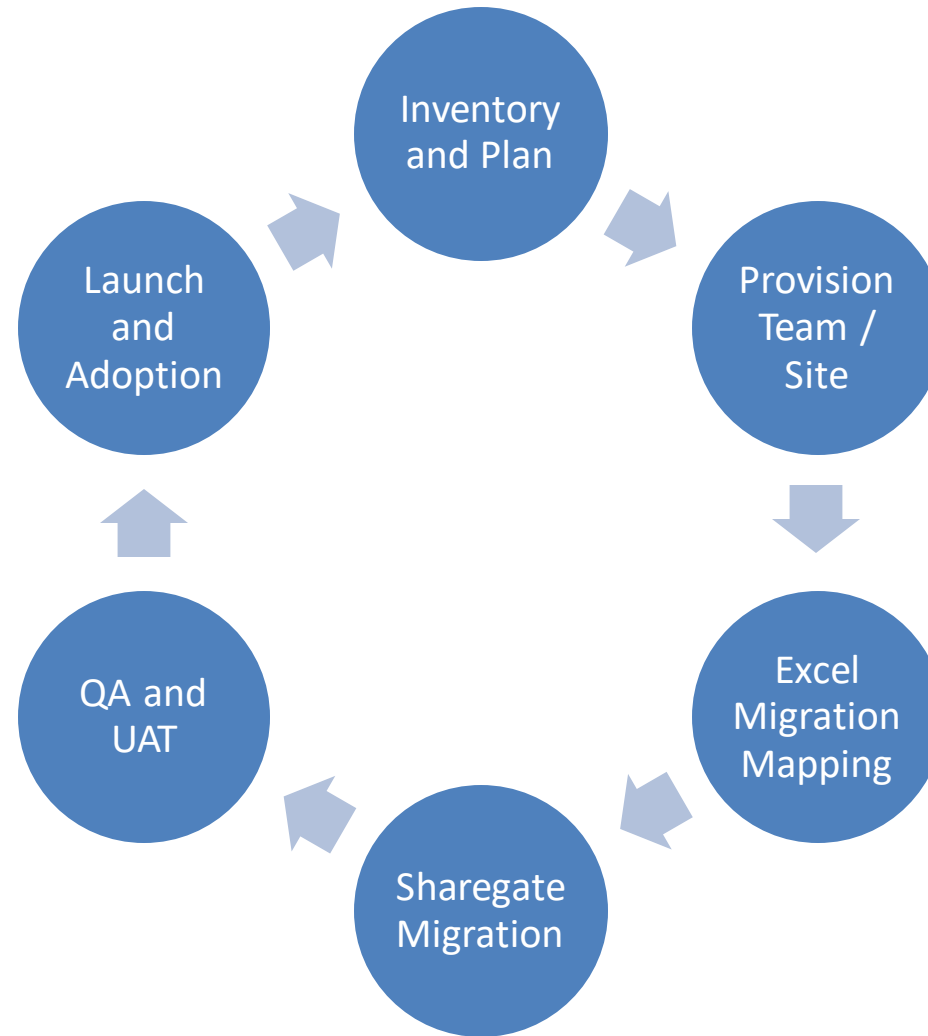 Inventory
and Plan
Provision
Team /
Site
Excel
Migration
Mapping
Sharegate
Migration
QA and
UAT
Launch
and
Adoption